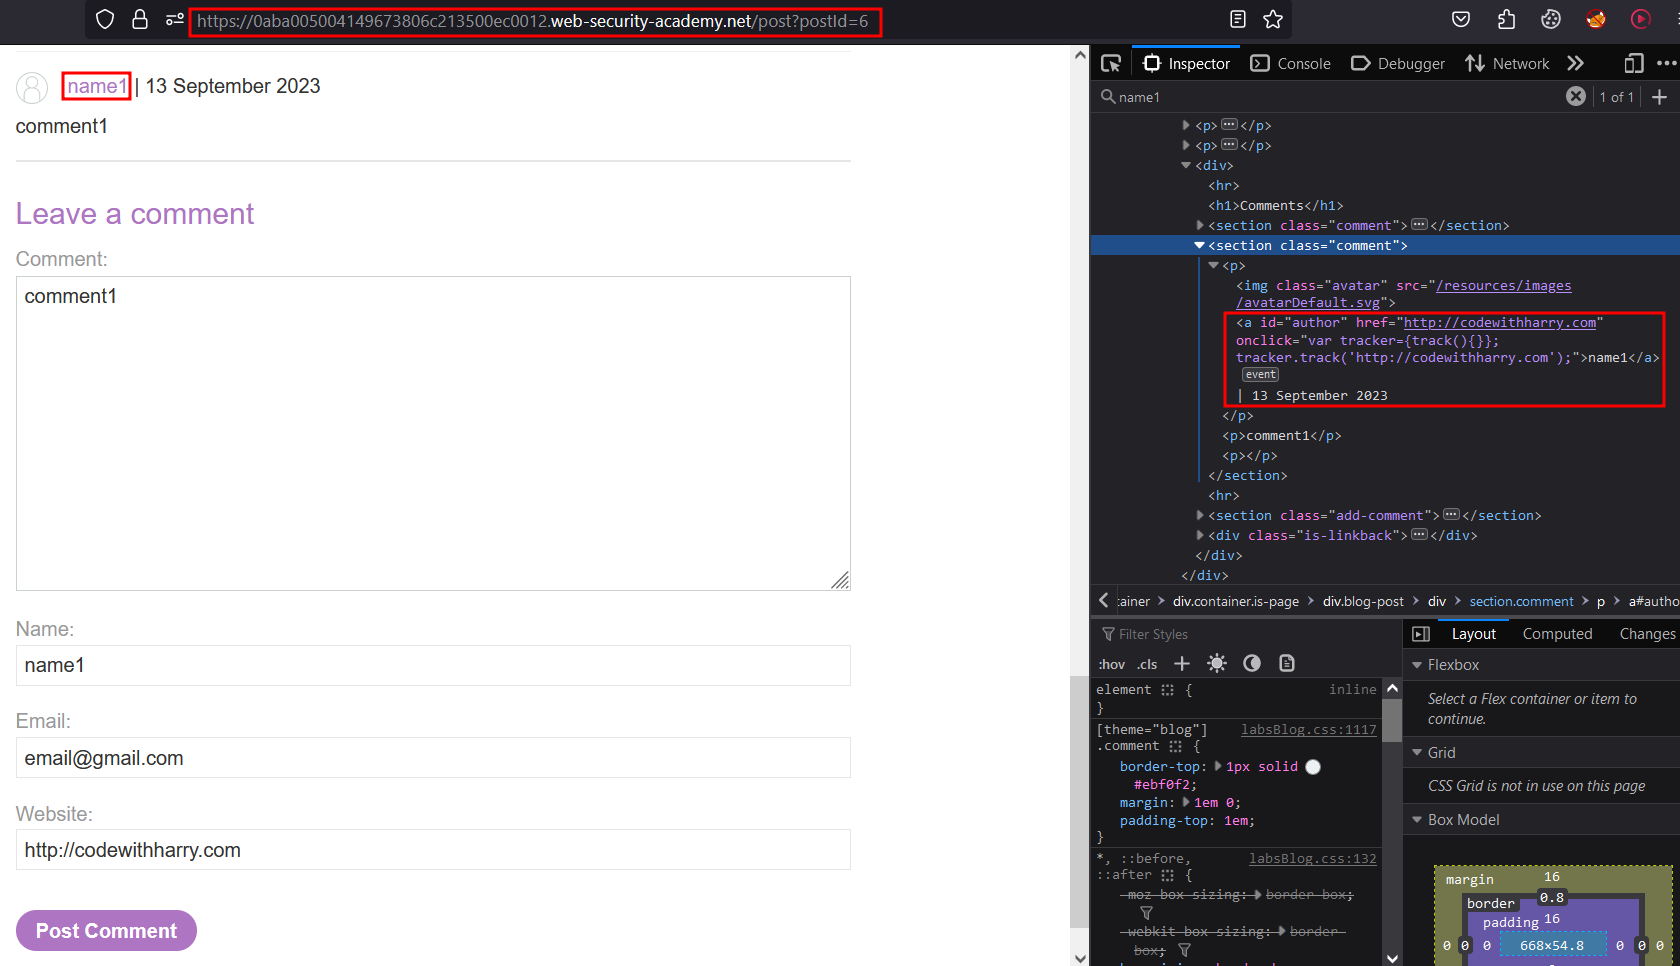 https://0aba005004149673806c213500ec0012.web-security-academy.net/post?postId=6
name1 | 13 September 2023
comment1
Leave a comment
Comment:
comment1
Name:
name1
Email:
email@gmail.com
Website:
http://codewithharry.com
Post Comment
Inspector Console Debugger Network
name1 1 of 1
<p> </p>
<p> </p>
<div>
<hr>
<h1>Comments</h1>
<section class="comment"> </section>
<section class="comment">
<p>
<img class="avatar" src="/resources/images
/avatarDefault.svg">
<a id="author" href="http://codewithharry.com"
onclick="var tracker={track(){}};
tracker.track('http://codewithharry.com');">name1</a>
event
| 13 September 2023
</p>
<p>comment1</p>
<p></p>
</section>
<hr>
<section class="add-comment"> </section>
<div class="is-linkback"> </div>
</div>
</div>
tainer > div.container.is-page > div.blog-post > div > section.comment > p > a#autho
Filter Styles
:hov .cls
element { inline
}
[theme="blog"] labsBlog.css:1117
.comment {
border-top: 1px solid
#ebf0f2;
margin: 1em 0;
padding-top: 1em;
}
*, ::before, labsBlog.css:132
::after {
-moz-box-sizing: border-box;
-webkit-box-sizing: border-
box;
Layout Computed Changes
Flexbox
Select a Flex container or item to
continue.
Grid
CSS Grid is not in use on this page
Box Model
margin 16
border 0.8
padding 16
0 0 0 668×54.8 0 0 0